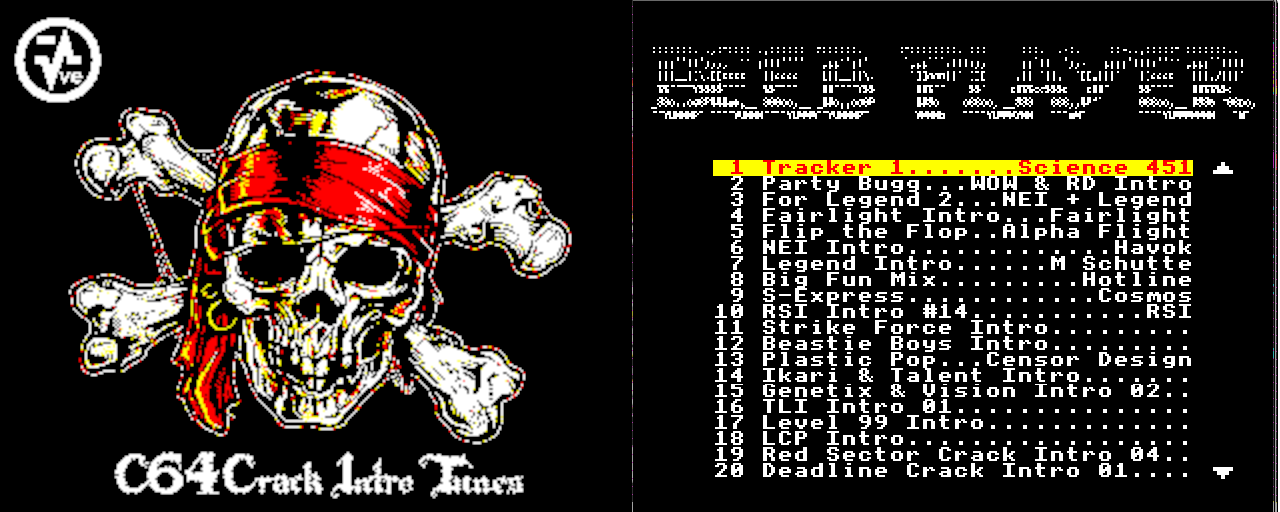 ve
C64 Crack Intro Tunes
BEEB PLAYER
1 Tracker 1.......Science 451
2 Party Bugg...WOW & RD Intro
3 For Legend 2...NEI + Legend
4 Fairlight Intro...Fairlight
5 Flip the Flop..Alpha Flight
6 NEI Intro.............Havok
7 Legend Intro......M Schutte
8 Big Fun Mix.........Hotline
9 S-Express............Cosmos
10 RSI Intro #14...........RSI
11 Strike Force Intro.........
12 Beastie Boys Intro.........
13 Plastic Pop...Censor Design
14 Ikari & Talent Intro.......
15 Genetix & Vision Intro 02..
16 TLI Intro 01...............
17 Level 99 Intro.............
18 LCP Intro..................
19 Red Sector Crack Intro 04..
20 Deadline Crack Intro 01....